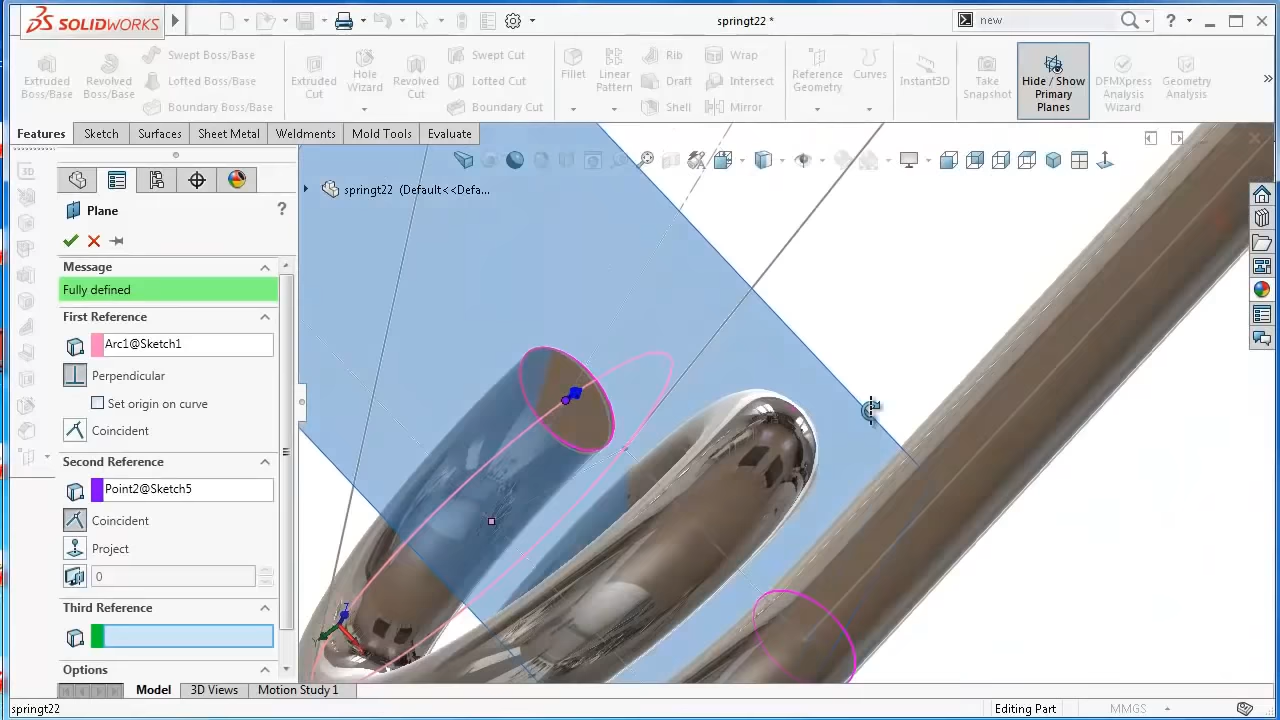 SOLIDWORKS
springt22 *
new
?
Extruded Boss/Base
Revolved Boss/Base
Swept Boss/Base
Lofted Boss/Base
Boundary Boss/Base
Extruded Cut
Hole Wizard
Revolved Cut
Swept Cut
Lofted Cut
Boundary Cut
Fillet
Linear Pattern
Rib
Draft
Shell
Wrap
Intersect
Mirror
Reference Geometry
Curves
Instant3D
Take Snapshot
Hide / Show Primary Planes
DFMXpress Analysis Wizard
Geometry Analysis
»
Features
Sketch
Surfaces
Sheet Metal
Weldments
Mold Tools
Evaluate
springt22 (Default<<Defa...
Plane
?
Message
Fully defined
First Reference
Arc1@Sketch1
Perpendicular
Set origin on curve
Coincident
Second Reference
Point2@Sketch5
Coincident
Project
0
Third Reference
Options
Model
3D Views
Motion Study 1
springt22
Editing Part
MMGS